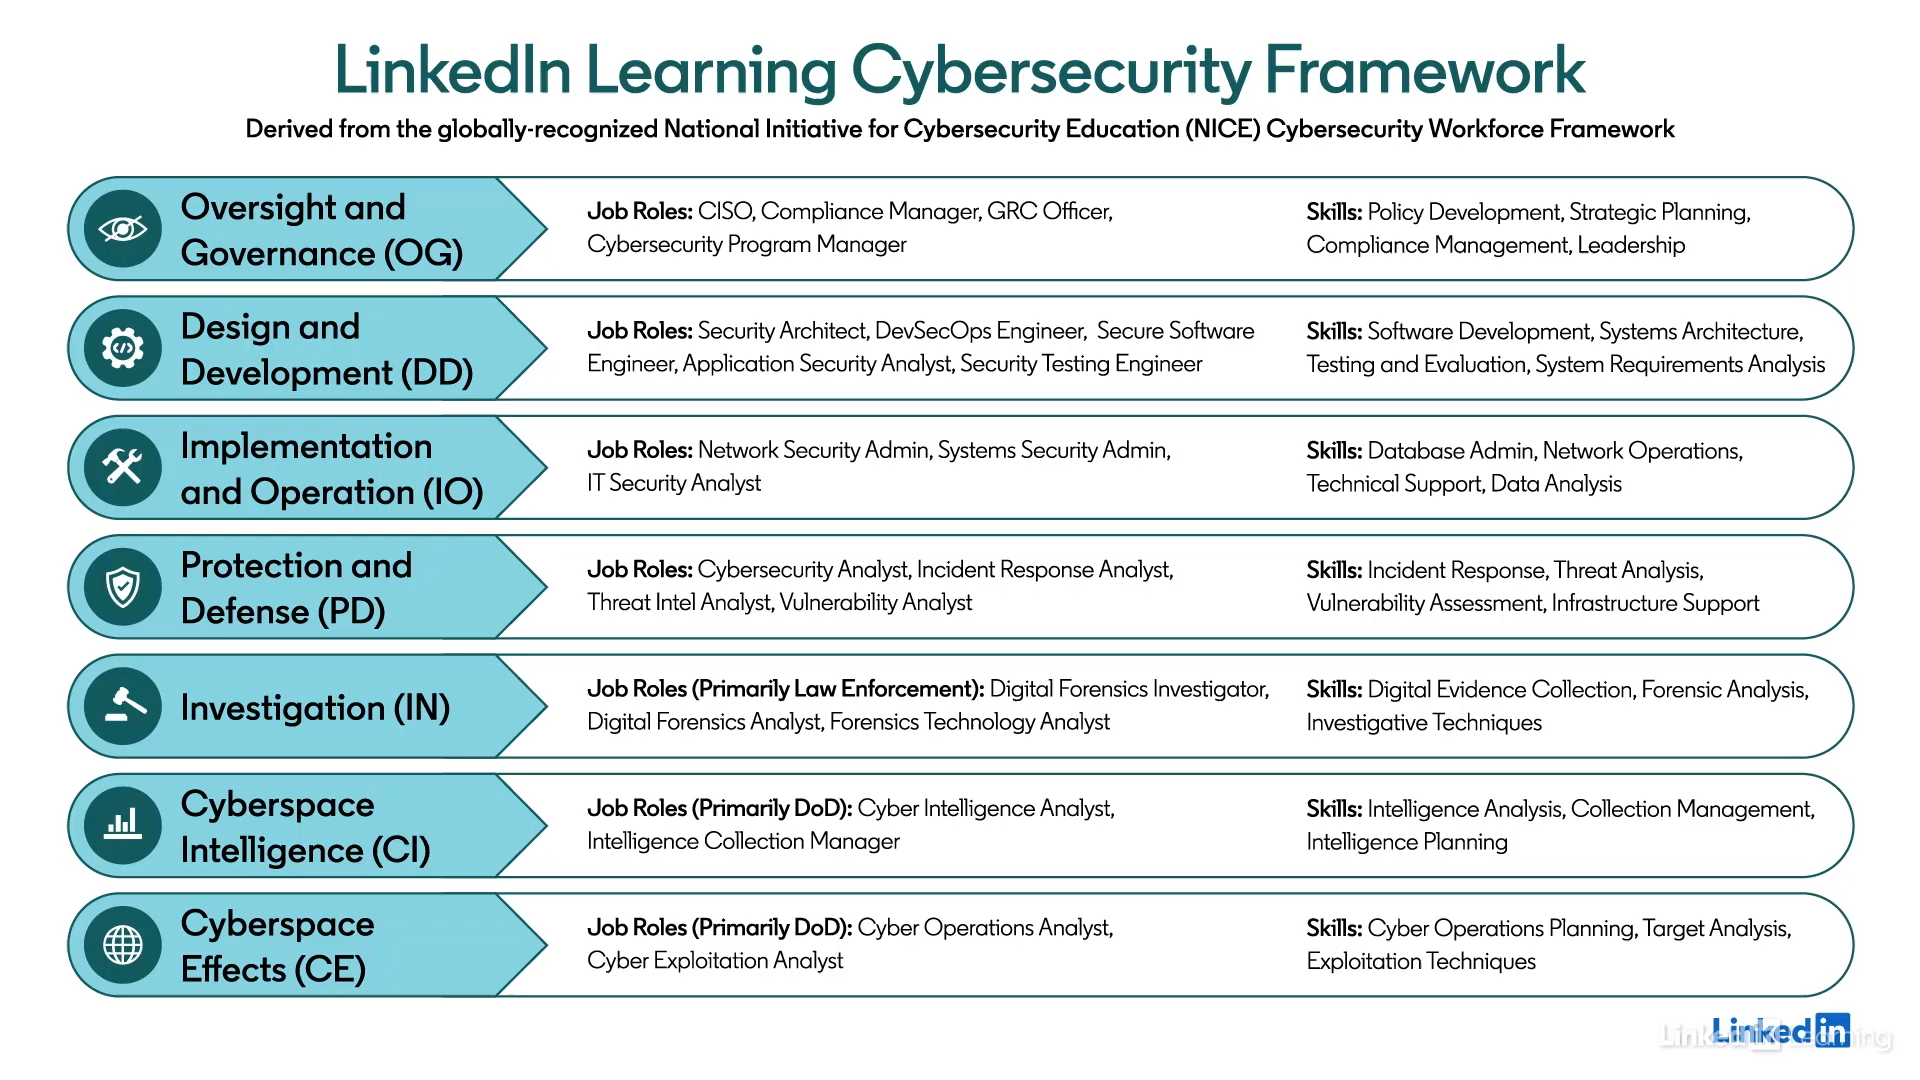 LinkedIn Learning Cybersecurity Framework
Derived from the globally-recognized National Initiative for Cybersecurity Education (NICE) Cybersecurity Workforce Framework
Oversight and
Governance (OG)
Job Roles: CISO, Compliance Manager, GRC Officer,
Cybersecurity Program Manager
Skills: Policy Development, Strategic Planning,
Compliance Management, Leadership
Design and
Development (DD)
Job Roles: Security Architect, DevSecOps Engineer,  Secure Software
Engineer, Application Security Analyst, Security Testing Engineer
Skills: Software Development, Systems Architecture,
Testing and Evaluation, System Requirements Analysis
Implementation
and Operation (IO)
Job Roles: Network Security Admin, Systems Security Admin,
IT Security Analyst
Skills: Database Admin, Network Operations,
Technical Support, Data Analysis
Protection and
Defense (PD)
Job Roles: Cybersecurity Analyst, Incident Response Analyst,
Threat Intel Analyst, Vulnerability Analyst
Skills: Incident Response, Threat Analysis,
Vulnerability Assessment, Infrastructure Support
Investigation (IN)
Job Roles (Primarily Law Enforcement): Digital Forensics Investigator,
Digital Forensics Analyst, Forensics Technology Analyst
Skills: Digital Evidence Collection, Forensic Analysis,
Investigative Techniques
Cyberspace
Intelligence (CI)
Job Roles (Primarily DoD): Cyber Intelligence Analyst,
Intelligence Collection Manager
Skills: Intelligence Analysis, Collection Management,
Intelligence Planning
Cyberspace
Effects (CE)
Job Roles (Primarily DoD): Cyber Operations Analyst,
Cyber Exploitation Analyst
Skills: Cyber Operations Planning, Target Analysis,
Exploitation Techniques
LinkedIn
LinkedIn Learning